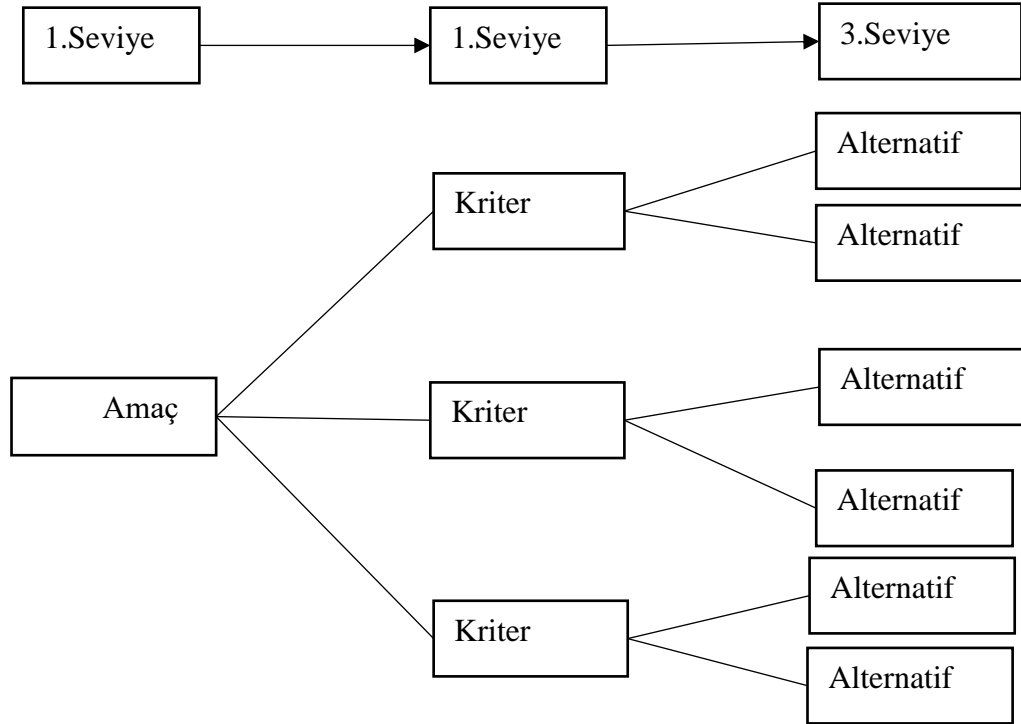 1.Seviye
1.Seviye
3.Seviye
Alternatif
Kriter
Alternatif
Alternatif
Amaç
Kriter
Alternatif
Alternatif
Kriter
Alternatif